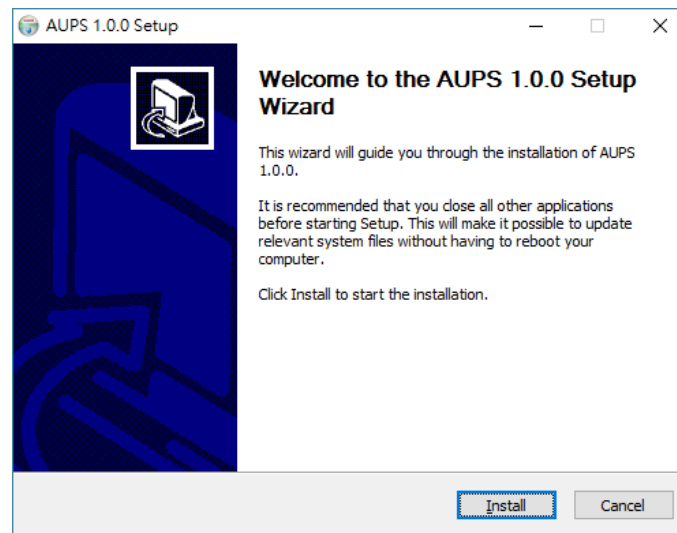 AUPS 1.0.0 Setup
Welcome to the AUPS 1.0.0 Setup
Wizard
This wizard will guide you through the installation of AUPS
1.0.0.
It is recommended that you close all other applications
before starting Setup. This will make it possible to update
relevant system files without having to reboot your
computer.
Click Install to start the installation.
Install
Cancel